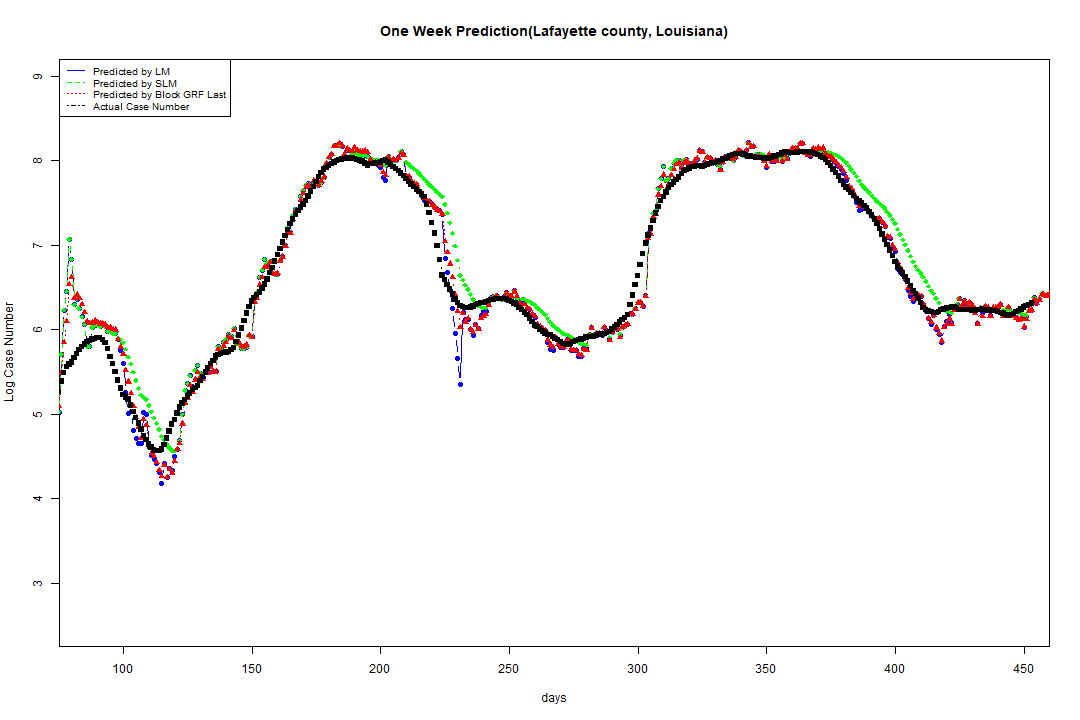 One Week Prediction(Lafayette county, Louisiana)
Predicted by LM
Predicted by SLM
Predicted by Block GRF Last
Actual Case Number
9
8
7
6
5
4
3
Log Case Number
100 150 200 250 300 350 400 450
days